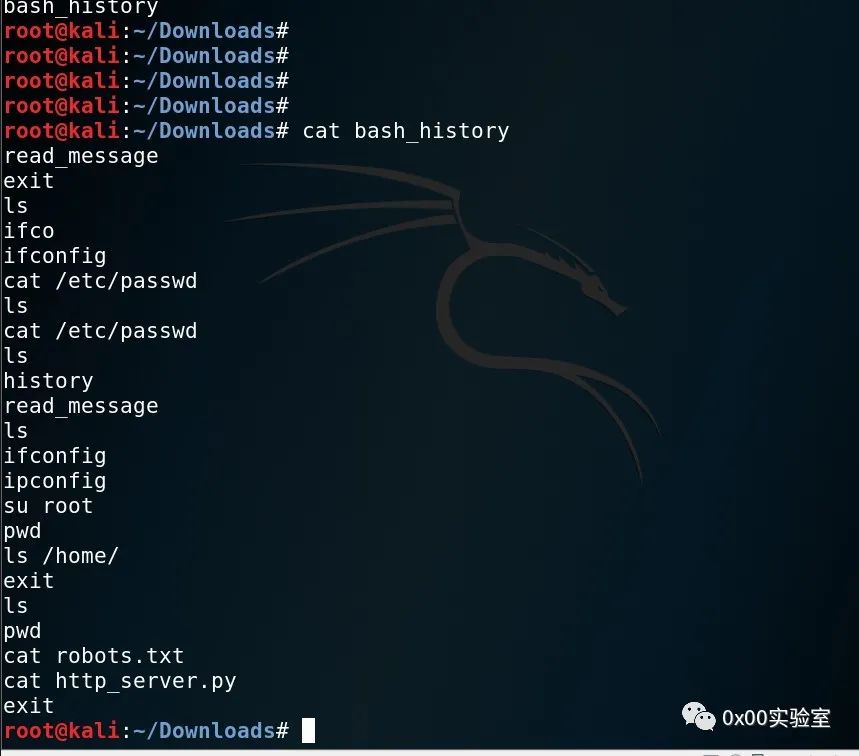 bash_history
root@kali:~/Downloads#
root@kali:~/Downloads#
root@kali:~/Downloads#
root@kali:~/Downloads#
root@kali:~/Downloads# cat bash_history
read_message
exit
ls
ifco
ifconfig
cat /etc/passwd
ls
cat /etc/passwd
ls
history
read_message
ls
ifconfig
ipconfig
su root
pwd
ls /home/
exit
ls
pwd
cat robots.txt
cat http_server.py
exit
root@kali:~/Downloads#
0x00实验室